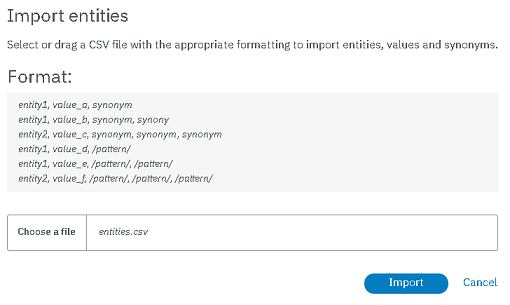 Import entities
Select or drag a CSV file with the appropriate formatting to import entities, values and synonyms.
Format:
entity1, value_a, synonym
entity1, value_b, synonym, synony
entity2, value_c, synonym, synonym, synonym
entity1, value_d, /pattern/
entity1, value_e, /pattern/, /pattern/
entity2, value_f, /pattern/, /pattern/, /pattern/
Choose a file entities.csv
Import Cancel